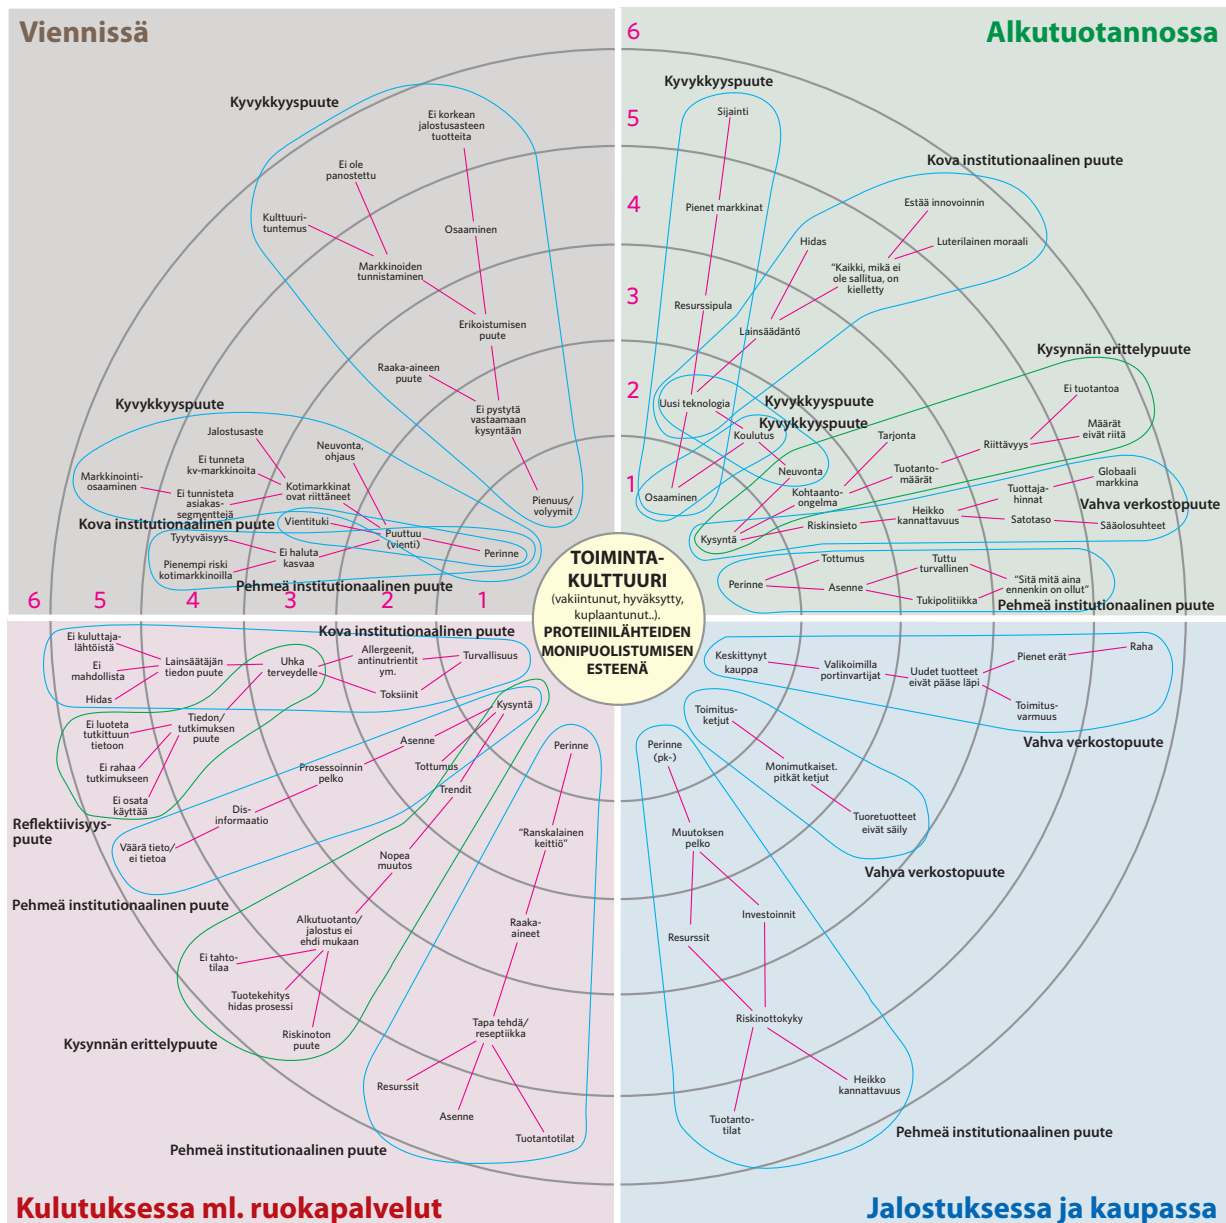 Viennissä
Kyvykkyyspuute
Ei korkean
jalostusasteen
tuotteita
Ei ole
panostettu
Kulttuuri-
tuntemus
Osaaminen
Markkinoiden
tunnistaminen
Erikoistumisen
puute
Raaka-aineen
puute
Ei pystytä
vastaamaan
kysyntään
Pienuus/
volyymit
Kyvykkyyspuute
Jalostusaste
Neuvonta,
ohjaus
Ei tunneta
kv-markkinoita
Markkinointi-
osaaminen
Kotimarkkinat
ovat riittäneet
Ei tunnisteta
asiakas-
segmenttejä
Kova institutionaalinen puute
Vientituki
Tyytyväisyys
Puuttuu
(vienti)
Perinne
Ei haluta
kasvaa
Pienempi riski
kotimarkkinoilla
Pehmeä institutionaalinen puute
6
5
4
3
2
1
Alkutuotannossa
6
5
4
3
2
1
Kyvykkyyspuute
Sijainti
Kova institutionaalinen puute
Pienet markkinat
Estää innovoinnin
Hidas
Luterilainen moraali
"Kaikki, mikä ei
ole sallitua, on
kielletty
Resurssipula
Lainsäädäntö
Kysynnän erittelypuute
Uusi teknologia
Kyvykkyyspuute
Kyvykkyyspuute
Koulutus
Tarjonta
Ei tuotantoa
Riittävyys
Määrät
eivät riitä
Neuvonta
Tuotanto-
määrät
Osaaminen
Kohtaanto-
ongelma
Globaali
markkina
Tuottaja-
hinnat
Vahva verkostopuute
Heikko
kannattavuus
Riskinsieto
Satotaso
Sääolosuhteet
Kysyntä
Tottumus
Tuttu
turvallinen
Perinne
Asenne
Tukipolitiikka
"Sitä mitä aina
ennenkin on ollut"
Pehmeä institutionaalinen puute
TOIMINTA-
KULTTUURI
(vakiintunut, hyväksytty,
kuplaantunut..).
PROTEIINILÄHTEIDEN
MONIPUOLISTUMISEN
ESTEENÄ
Kova institutionaalinen puute
Ei kuluttaja-
lähtöistä
Ei
mahdollista
Hidas
Lainsäätäjän
tiedon puute
Uhka
terveydelle
Allergeenit,
antinutrientit
ym.
Turvallisuus
Toksiinit
Ei luoteta
tutkittuun
tietoon
Tiedon/
tutkimuksen
puute
Kysyntä
Asenne
Ei rahaa
tutkimukseen
Prosessoinnin
pelko
Tottumus
Ei osata
käyttää
Trendit
Perinne
Reflektiivisyys-
puute
Dis-
informaatio
Väärä tieto/
ei tietoa
Nopea
muutos
"Ranskalainen
keittiö"
Pehmeä institutionaalinen puute
Alkutuotanto/
jalostus ei
ehdi mukaan
Raaka-
aineet
Ei tahto-
tilaa
Tuotekehitys
hidas prosessi
Riskinoton
puute
Kysynnän erittelypuute
Tapa tehdä/
reseptiikka
Resurssit
Asenne
Tuotantotilat
Pehmeä institutionaalinen puute
Kulutuksessa ml. ruokapalvelut
Keskittynyt
kauppa
Valikoimilla
portinvartijat
Uudet tuotteet
eivät pääse läpi
Pienet erät
Raha
Toimitus-
varmuus
Vahva verkostopuute
Toimitus-
ketjut
Perinne
(pk-)
Monimutkaiset.
pitkät ketjut
Tuoretuotteet
eivät säily
Muutoksen
pelko
Vahva verkostopuute
Investoinnit
Resurssit
Riskinottokyky
Heikko
kannattavuus
Tuotanto-
tilat
Pehmeä institutionaalinen puute
Jalostuksessa ja kaupassa